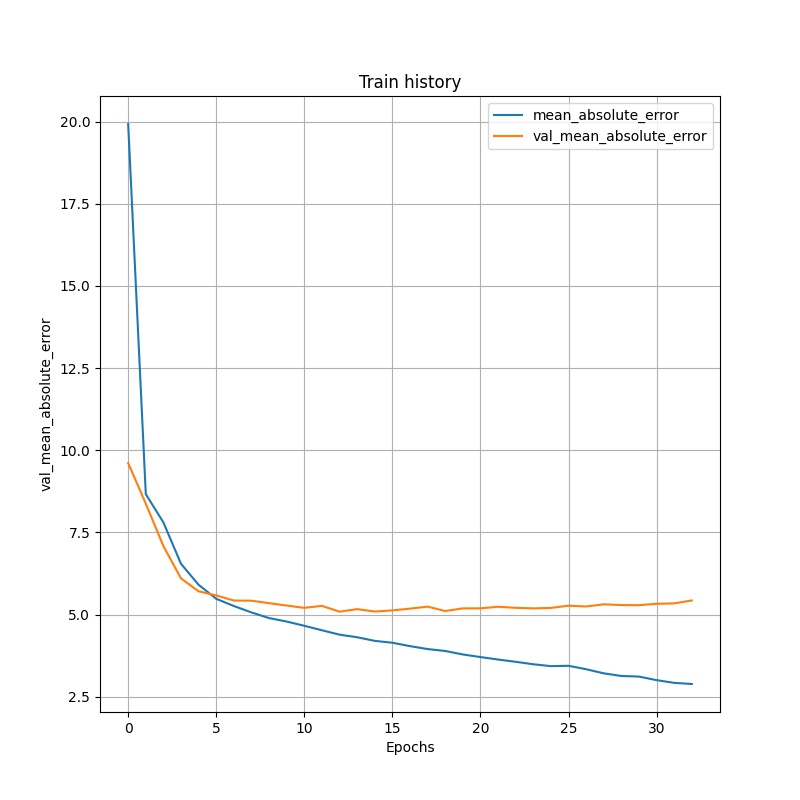 Train history
mean_absolute_error
val_mean_absolute_error
val_mean_absolute_error
20.0
17.5
15.0
12.5
10.0
7.5
5.0
2.5
0 5 10 15 20 25 30
Epochs